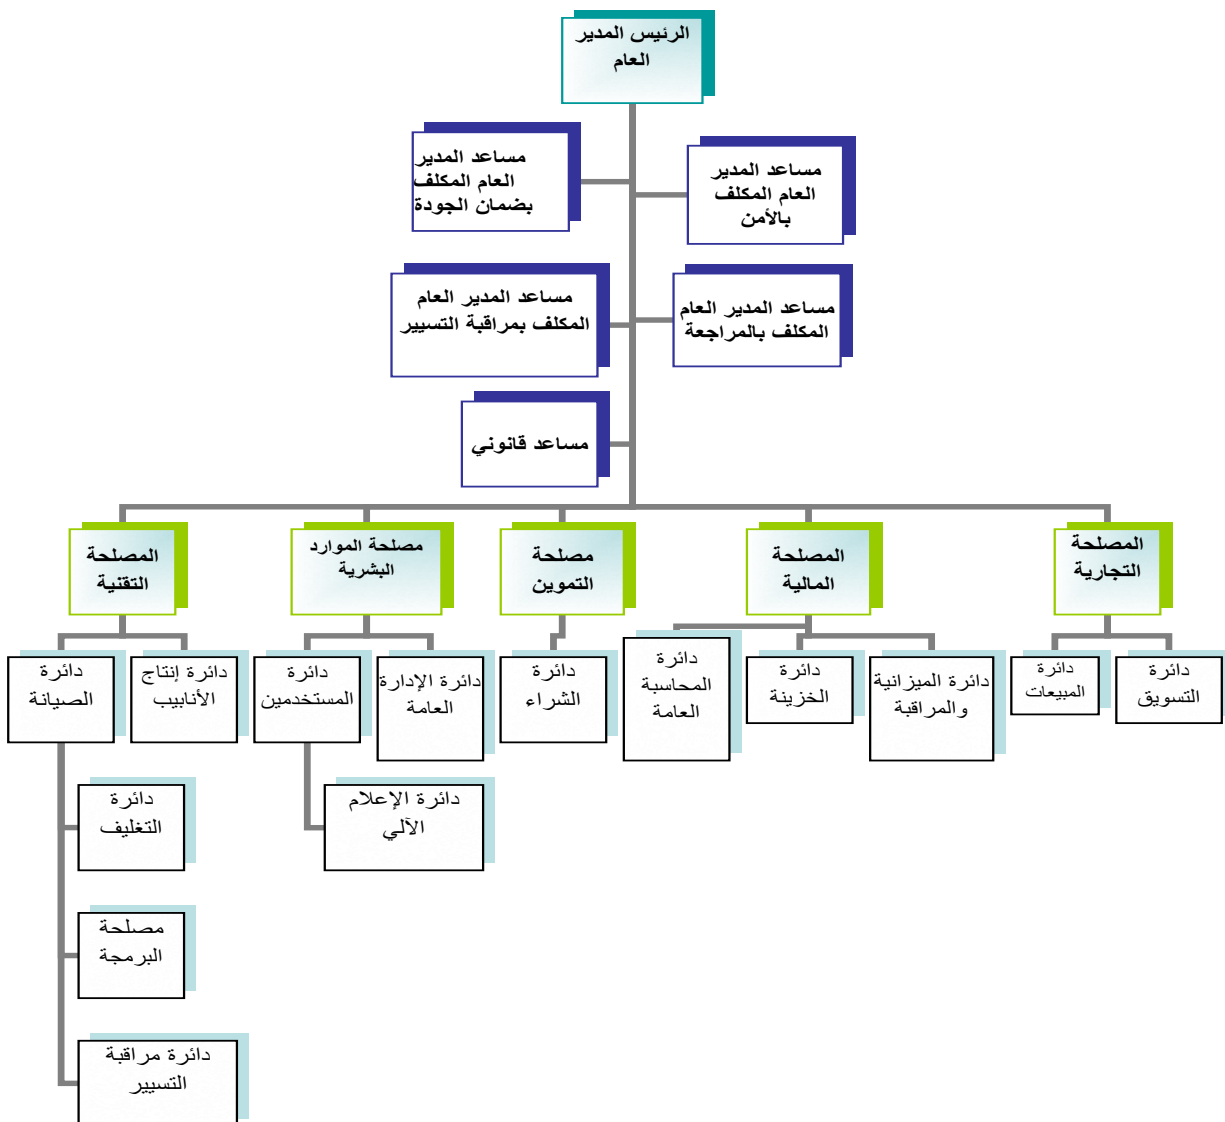 الرئيس المدير
العام
مساعد المدير
العام المكلف
بالأمن
مساعد المدير
العام المكلف
بضمان الجودة
مساعد المدير العام
المكلف بالمراجعة
مساعد المدير العام
المكلف بمراقبة التسيير
مساعد قانوني
المصلحة
التجارية
المصلحة
المالية
مصلحة
التموين
مصلحة الموارد
البشرية
المصلحة
التقنية
دائرة
التسويق
دائرة
المبيعات
دائرة الميزانية
والمراقبة
دائرة
الخزينة
دائرة
المحاسبة
العامة
دائرة
الشراء
دائرة الإدارة
العامة
دائرة
المستخدمين
دائرة إنتاج
الأنابيب
دائرة
الصيانة
دائرة الإعلام
الآلي
دائرة
التغليف
مصلحة
البرمجة
دائرة مراقبة
التسيير